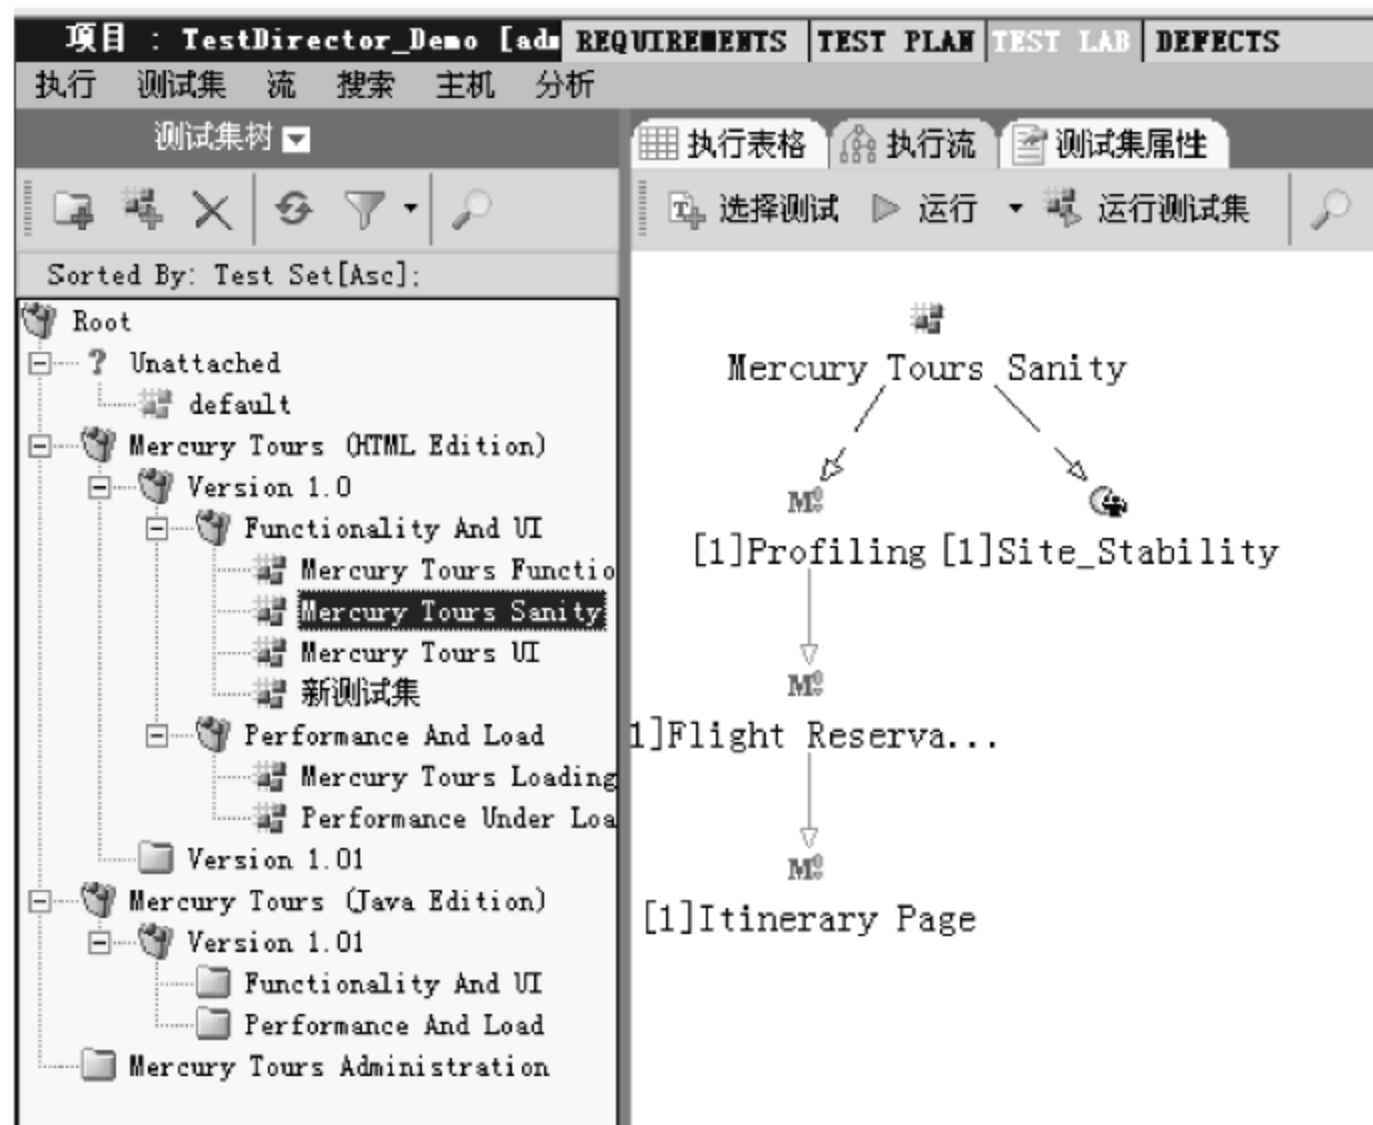 项目 : TestDirector_Demo [adm REQUIREMENTS TEST PLAN TEST LAB DEFECTS
执行 测试集 流 搜索 主机 分析
测试集树
执行表格 执行流 测试集属性
选择测试 运行 运行测试集
Sorted By: Test Set[Asc];
Root
Unattached
default
Mercury Tours (HTML Edition)
Version 1.0
Functionality And UI
Mercury Tours Functio
Mercury Tours Sanity
Mercury Tours UI
新测试集
Performance And Load
Mercury Tours Loading
Performance Under Loa
Version 1.01
Mercury Tours (Java Edition)
Version 1.01
Functionality And UI
Performance And Load
Mercury Tours Administration
Mercury Tours Sanity
[1]Profiling [1]Site_Stability
1]Flight Reserva...
[1]Itinerary Page